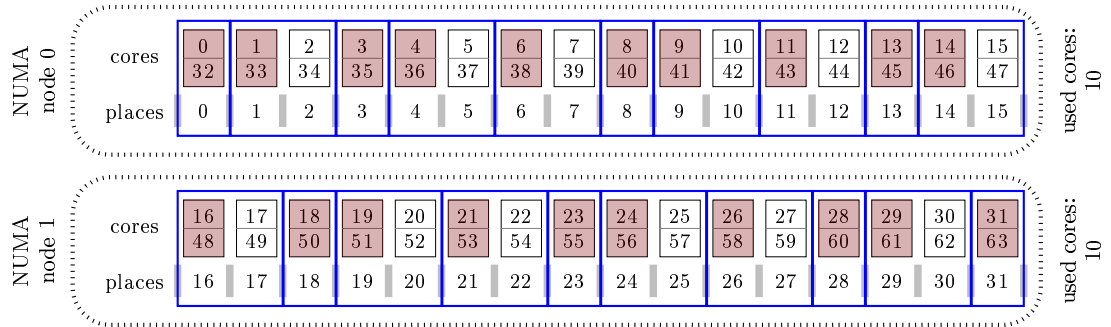 NUMA
node 0
cores
0 1 2 3 4 5 6 7 8 9 10 11 12 13 14 15
32 33 34 35 36 37 38 39 40 41 42 43 44 45 46 47
places 0 1 2 3 4 5 6 7 8 9 10 11 12 13 14 15
used cores:
10
NUMA
node 1
cores
16 17 18 19 20 21 22 23 24 25 26 27 28 29 30 31
48 49 50 51 52 53 54 55 56 57 58 59 60 61 62 63
places 16 17 18 19 20 21 22 23 24 25 26 27 28 29 30 31
used cores:
10